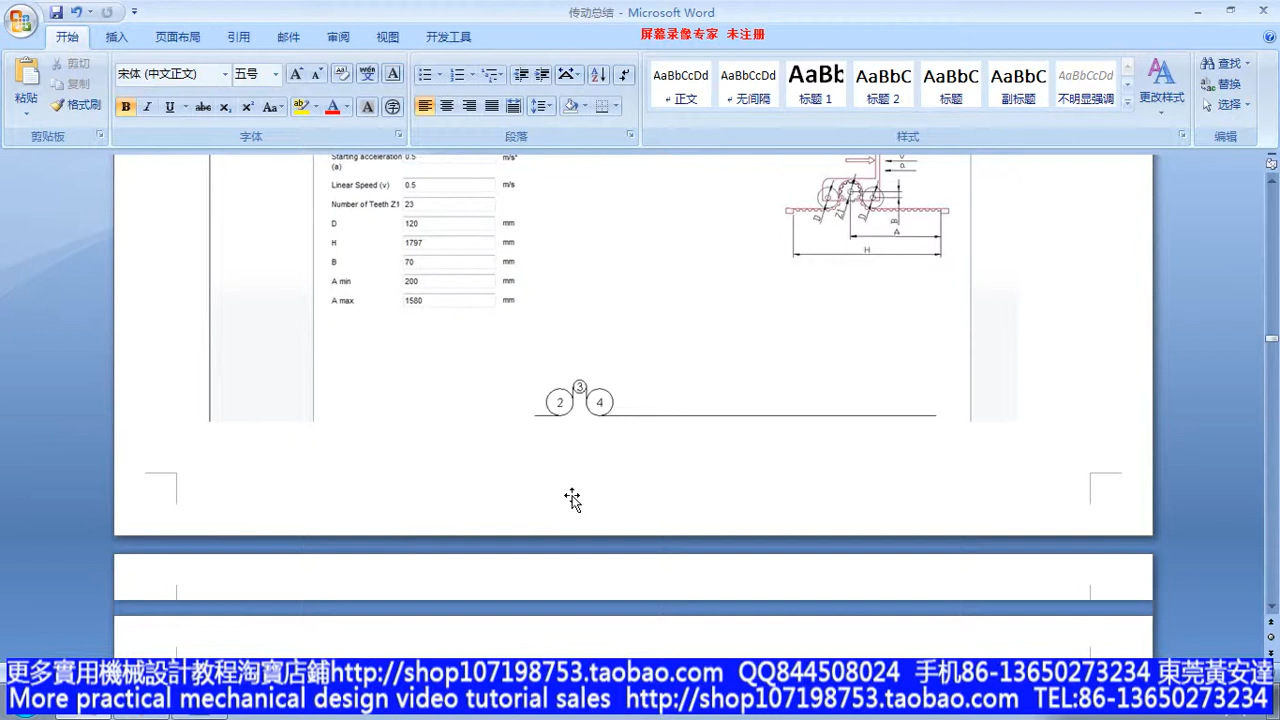 传动总结 - Microsoft Word
屏幕录像专家 未注册
开始 插入 页面布局 引用 邮件 审阅 视图 开发工具
粘贴 剪切 复制 格式刷
宋体 (中文正文) 五号
AaBbCcDd AaBbCcDd AaBb AaBbC AaBbC AaBbC AaBbCcDd
正文 无间隔 标题 1 标题 2 标题 副标题 不明显强调
更改样式
查找 替换 选择
剪贴板 字体 段落 样式 编辑
Starting acceleration 0.5 m/s²
(a)
Linear Speed (v) 0.5 m/s
Number of Teeth Z1 23
D 120 mm
H 1797 mm
B 70 mm
A min 200 mm
A max 1580 mm
v
a
D Z1 D B
A
H
2 3 4
更多實用機械設計教程淘寶店鋪http://shop107198753.taobao.com QQ844508024 手机86-13650273234 東莞黃安達
More practical mechanical design video tutorial sales http://shop107198753.taobao.com TEL:86-13650273234